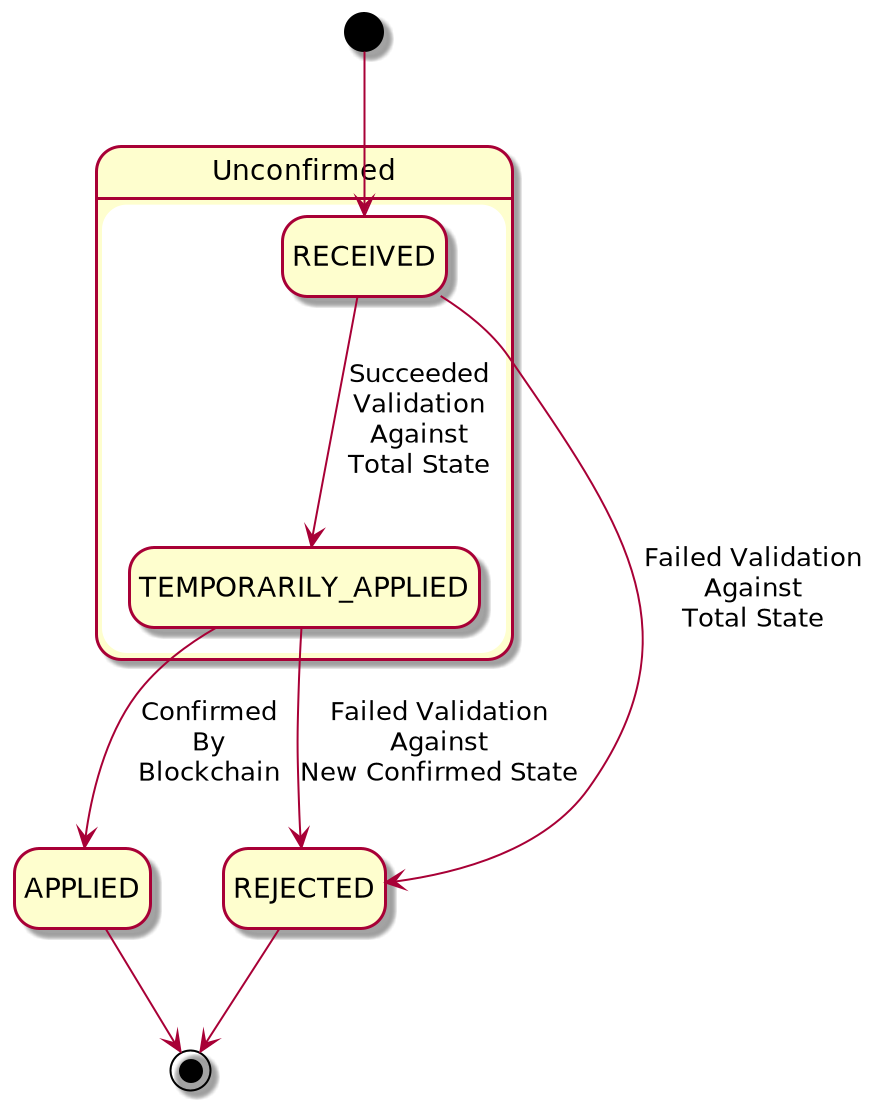 Unconfirmed
RECEIVED
Succeeded
Validation
Against
Total State
Failed Validation
Against
Total State
TEMPORARILY_APPLIED
Confirmed
By
Blockchain
Failed Validation
Against
New Confirmed State
APPLIED
REJECTED